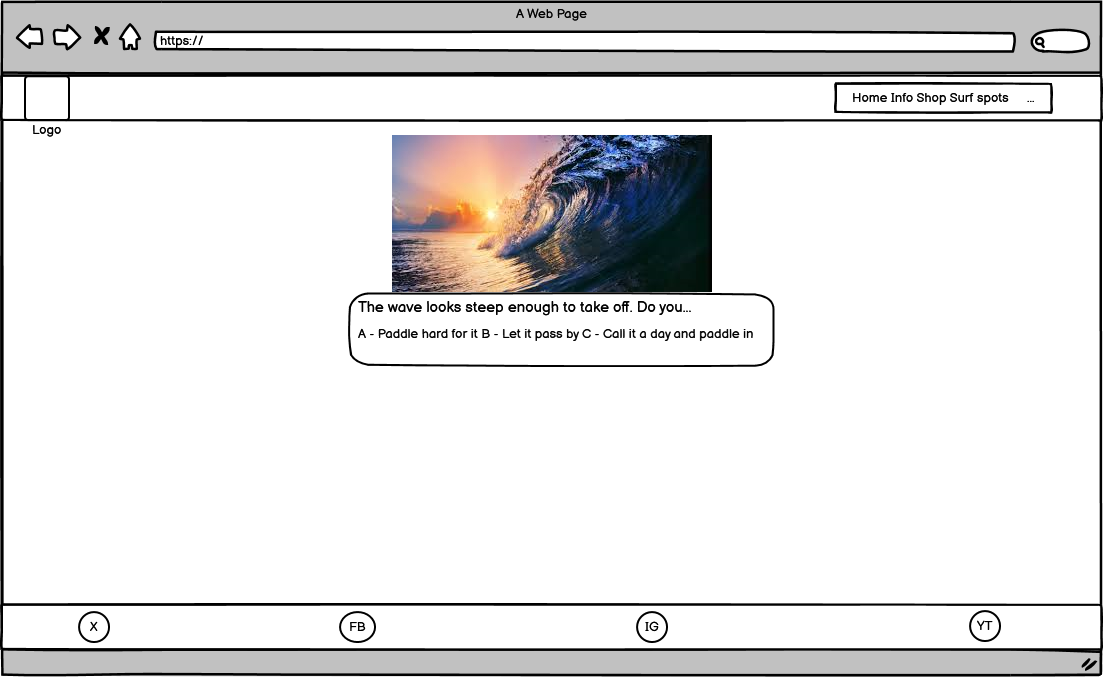 A Web Page
https://
Home Info Shop Surf spots ...
Logo
The wave looks steep enough to take off. Do you...
A - Paddle hard for it B - Let it pass by C - Call it a day and paddle in
X FB IG YT